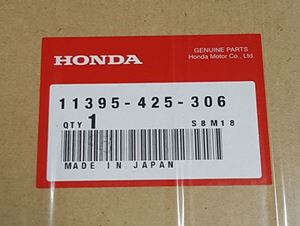 HONDA
GENUINE PARTS
Honda Motor Co., Ltd.
11395-425-306
QTY 1
S8M18
MADE IN JAPAN